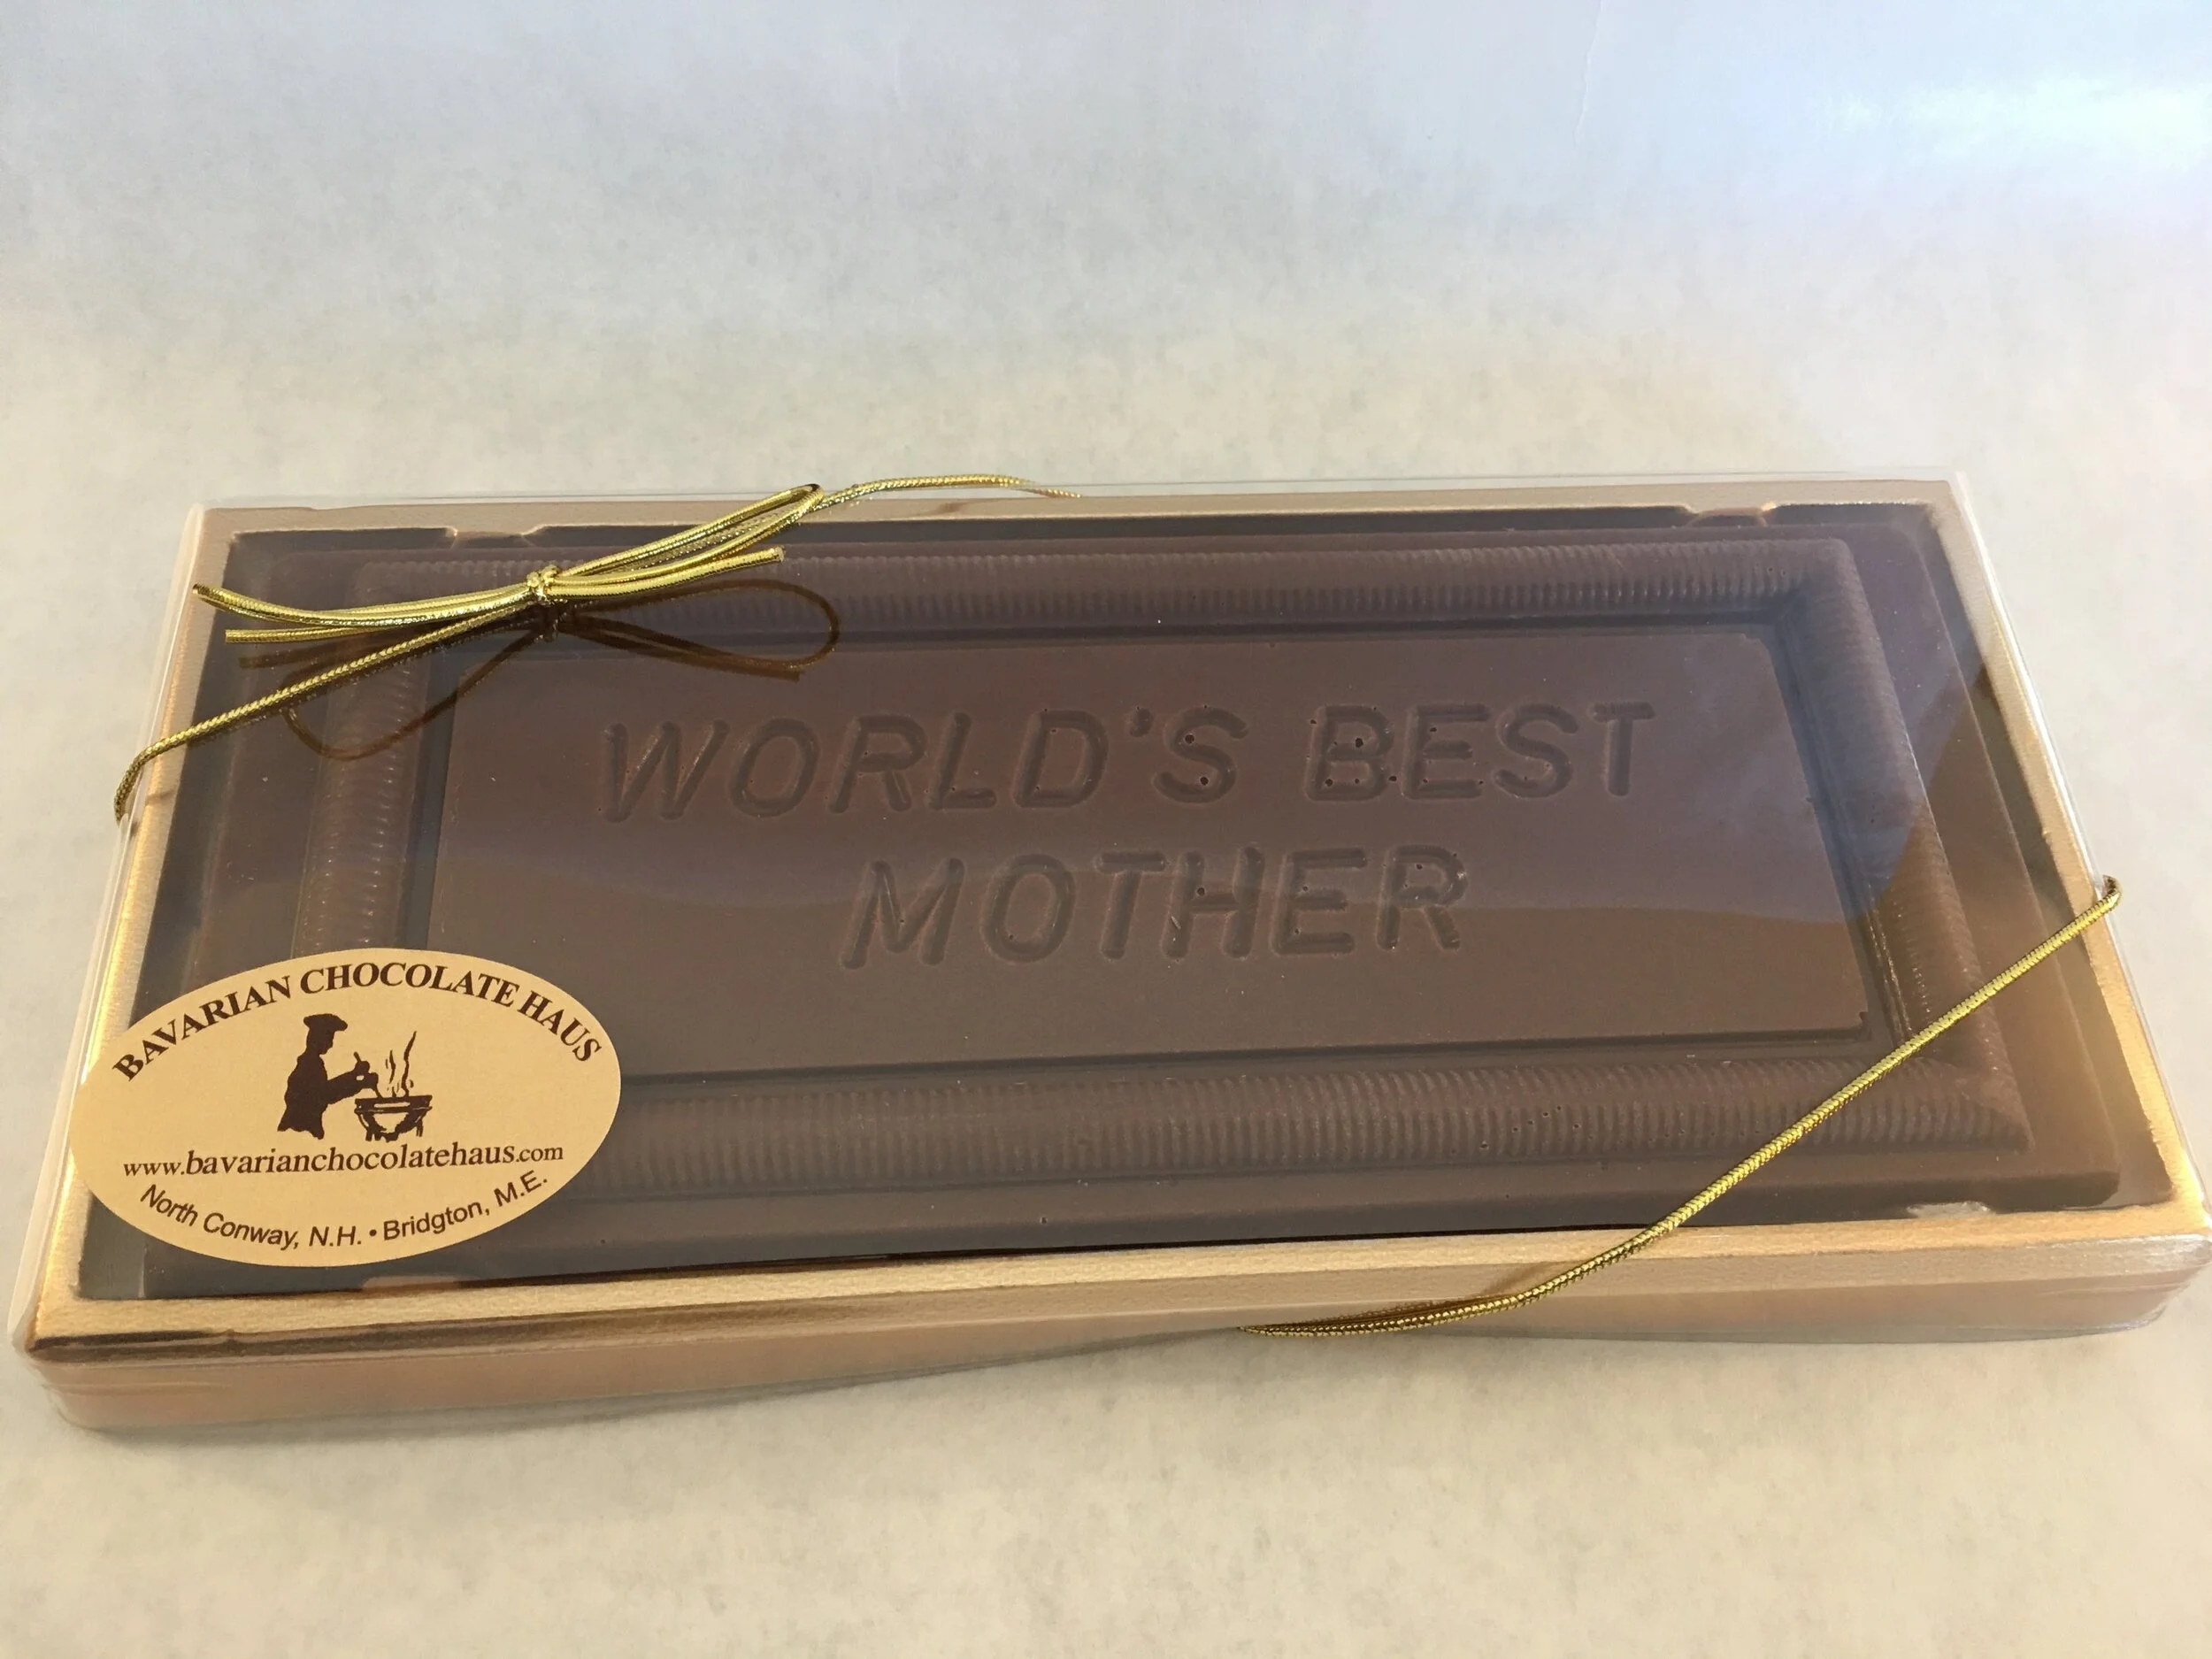 WORLD'S BEST
MOTHER
BAVARIAN CHOCOLATE HAUS
www.bavarianchocolatehaus.com
North Conway, N.H. • Bridgton, M.E.